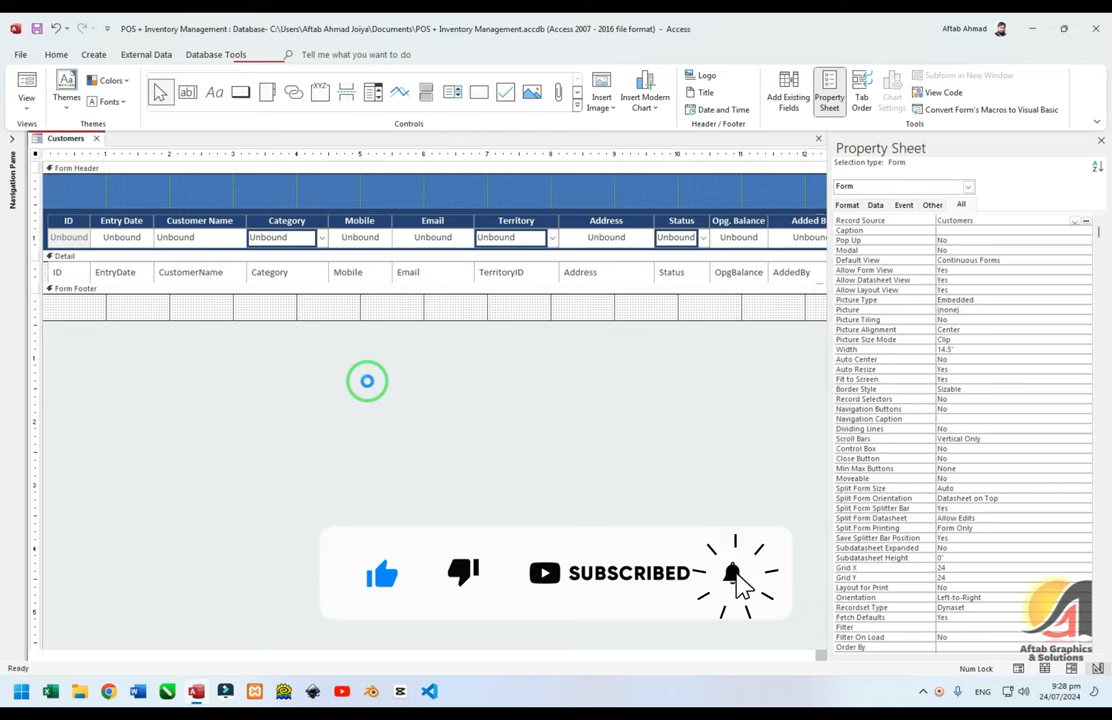 POS + Inventory Management : Database- C:\Users\Aftab Ahmad Joiya\Documents\POS + Inventory Management.accdb (Access 2007 - 2016 file format) - Access
Aftab Ahmad
File Home Create External Data Database Tools Tell me what you want to do
View
Themes
Colors
Fonts
Aa
ab
Aa
XYZ
Insert Image
Insert Modern Chart
Logo
Title
Date and Time
Add Existing Fields
Property Sheet
Tab Order
Chart Settings
Subform in New Window
View Code
Convert Form's Macros to Visual Basic
Views Themes Controls Header / Footer Tools
Customers
Navigation Pane
Form Header
ID Entry Date Customer Name Category Mobile Email Territory Address Status Opg. Balance Added B
Unbound Unbound Unbound Unbound Unbound Unbound Unbound Unbound Unbound Unbound Unboun
Detail
ID EntryDate CustomerName Category Mobile Email TerritoryID Address Status OpgBalance AddedBy
Form Footer
Property Sheet
Selection type: Form
Form
Format Data Event Other All
Record Source Customers
Caption
Pop Up No
Modal No
Default View Continuous Forms
Allow Form View Yes
Allow Datasheet View Yes
Allow Layout View Yes
Picture Type Embedded
Picture (none)
Picture Tiling No
Picture Alignment Center
Picture Size Mode Clip
Width 14.5"
Auto Center No
Auto Resize Yes
Fit to Screen Yes
Border Style Sizable
Record Selectors No
Navigation Buttons No
Navigation Caption
Dividing Lines No
Scroll Bars Vertical Only
Control Box No
Close Button No
Min Max Buttons None
Moveable No
Split Form Size Auto
Split Form Orientation Datasheet on Top
Split Form Splitter Bar Yes
Split Form Datasheet Allow Edits
Split Form Printing Form Only
Save Splitter Bar Position Yes
Subdatasheet Expanded No
Subdatasheet Height 0"
Grid X 24
Grid Y 24
Layout for Print No
Orientation Left-to-Right
Recordset Type Dynaset
Fetch Defaults Yes
Filter
Filter On Load No
Order By
SUBSCRIBED
Aftab Graphics & Solutions
Ready
Num Lock
ENG
9:28 pm
24/07/2024